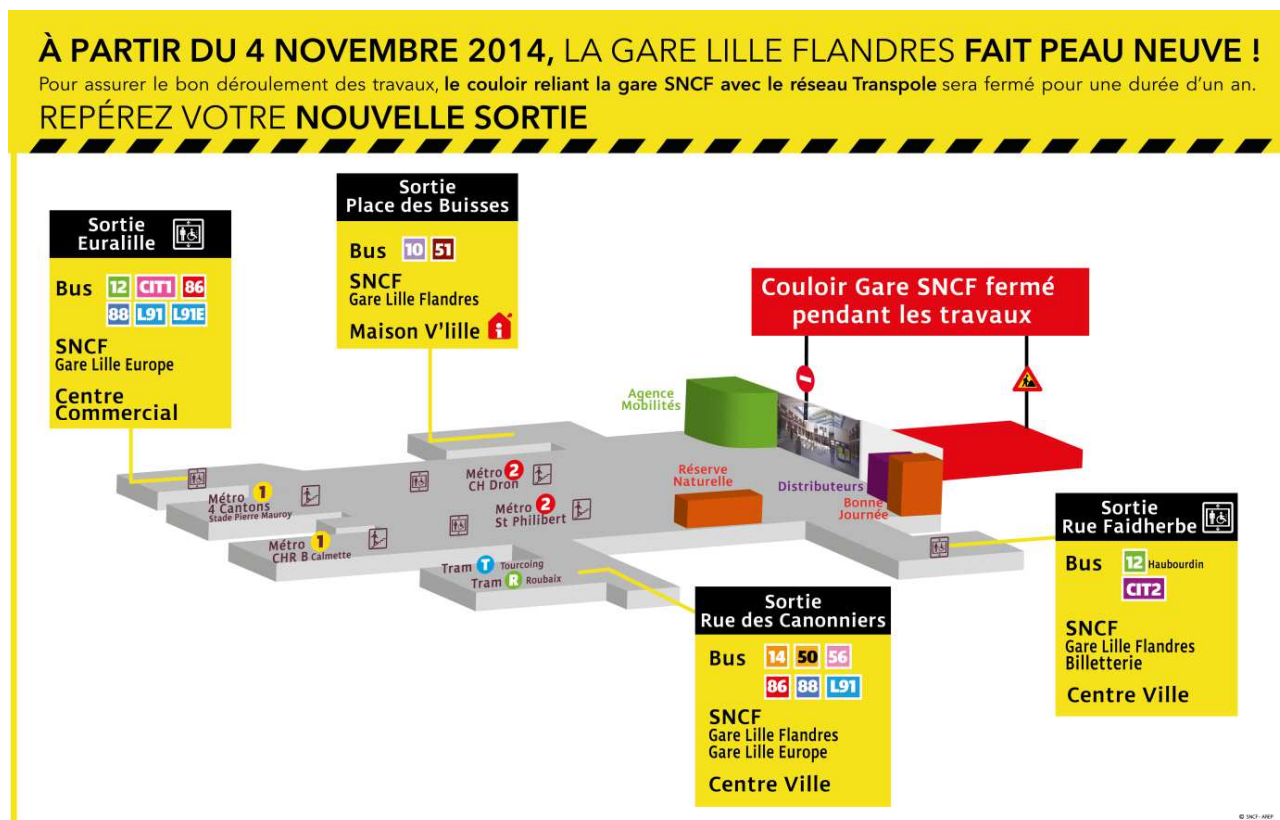 À PARTIR DU 4 NOVEMBRE 2014, LA GARE LILLE FLANDRES FAIT PEAU NEUVE !
Pour assurer le bon déroulement des travaux, le couloir reliant la gare SNCF avec le réseau Transpole sera fermé pour une durée d'un an.
REPÉREZ VOTRE NOUVELLE SORTIE
Sortie
Euralille
Bus 12 CIT1 86
88 L91 L91E
SNCF
Gare Lille Europe
Centre
Commercial
Sortie
Place des Buisses
Bus 10 51
SNCF
Gare Lille Flandres
Maison V'lille
Couloir Gare SNCF fermé
pendant les travaux
Agence
Mobilités
Réserve
Naturelle
Distributeurs
Bonne
Journée
Métro 1
4 Cantons
Stade Pierre Mauroy
Métro 1
CHR B Calmette
Métro 2
CH Dron
Métro 2
St Philibert
Tram T Tourcoing
Tram R Roubaix
Sortie
Rue des Canonniers
Bus 14 50 56
86 88 L91
SNCF
Gare Lille Flandres
Gare Lille Europe
Centre Ville
Sortie
Rue Faidherbe
Bus 12 Haubourdin
CIT2
SNCF
Gare Lille Flandres
Billetterie
Centre Ville
© SNCF - AREP